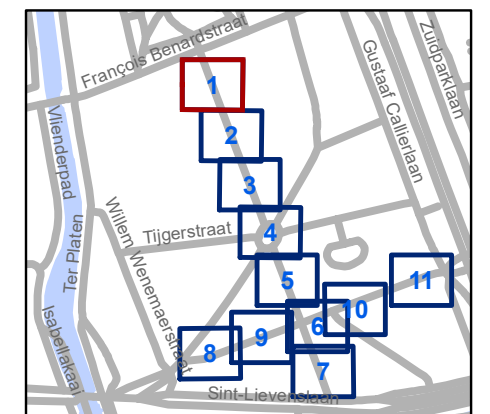 François Benardstraat
Zuidparklaan
Gustaaf Callierlaan
Vlienderpad
Ter Platen
Willem Wenemaerstraat
Tijgerstraat
Isabellakaai
Sint-Lievenslaan
1
2
3
4
5
6
7
8
9
10
11